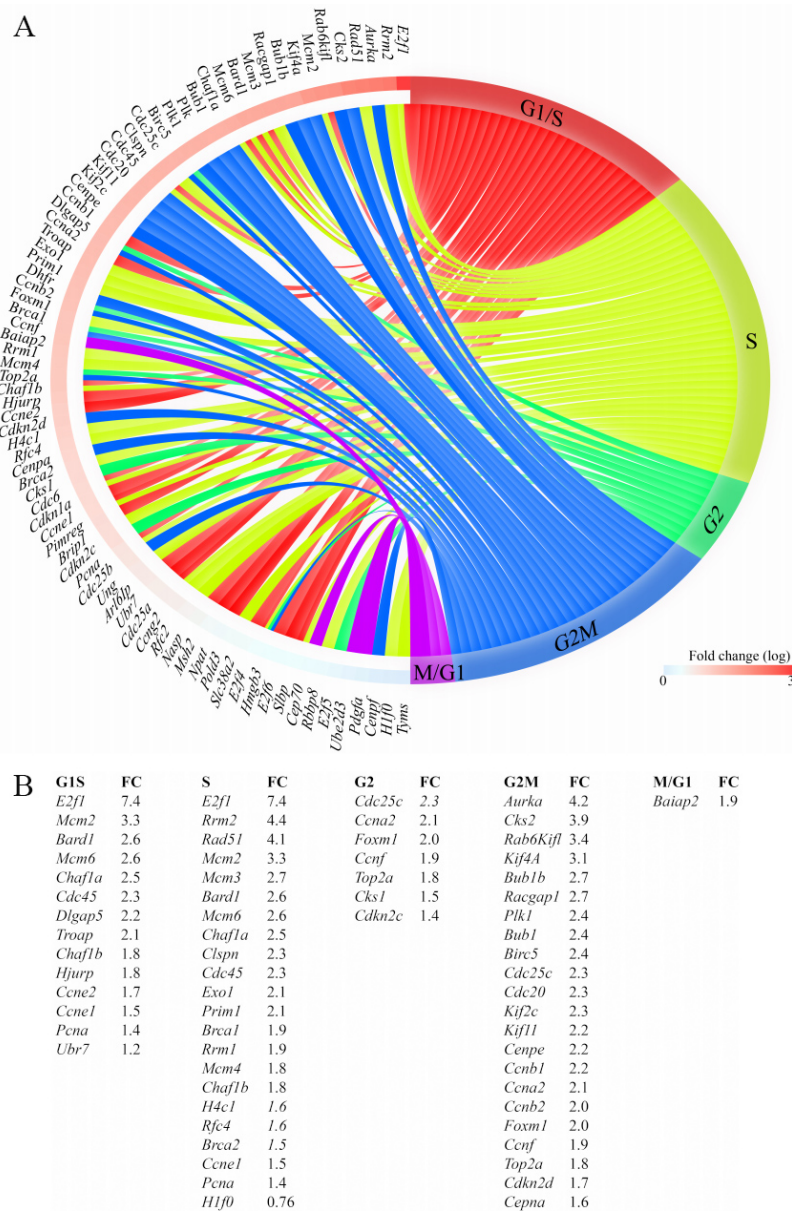 A
E2f1
Rrm2
Aurka
Rad51
Cks2
Rab6kifl
Mcm2
Kif4a
Bub1b
Racgap1
Mcm3
Bard1
Mcm6
Chaf1a
Bub1
Plk
Plk1
Birc5
Cdc25c
Clspn
Cdc45
Cdc20
Kif11
Kif2c
Cenpe
Ccnb1
Dlgap5
Ccna2
Troap
Exo1
Prim1
Dhfr
Ccnb2
Foxm1
Brca1
Ccnf
Baiap2
Rrm1
Mcm4
Top2a
Chaf1b
Hjurp
Ccne2
Cdkn2d
H4c1
Rfc4
Cenpa
Brca2
Cks1
Cdc6
Cdkn1a
Ccne1
Pimreg
Brip1
Cdkn2c
Pcna
Cdc25b
Ung
Arl6Ip
Ubr7
Cdc25a
Ccng2
Rfc2
Nasp
Msh2
Npat
Pold3
Slc38a2
E2f4
Hmgb3
E2f6
Slbp
Cep70
Rbbp8
E2f5
Ube2d3
Pdgfa
Cenpf
H1f0
Tyms
G1/S
S
G2
G2M
M/G1
Fold change (log)
0 3
B
G1S FC S FC G2 FC G2M FC M/G1 FC
E2f1 7.4 E2f1 7.4 Cdc25c 2.3 Aurka 4.2 Baiap2 1.9
Mcm2 3.3 Rrm2 4.4 Ccna2 2.1 Cks2 3.9
Bard1 2.6 Rad51 4.1 Foxm1 2.0 Rab6Kifl 3.4
Mcm6 2.6 Mcm2 3.3 Ccnf 1.9 Kif4A 3.1
Chaf1a 2.5 Mcm3 2.7 Top2a 1.8 Bub1b 2.7
Cdc45 2.3 Bard1 2.6 Cks1 1.5 Racgap1 2.7
Dlgap5 2.2 Mcm6 2.6 Cdkn2c 1.4 Plk1 2.4
Troap 2.1 Chaf1a 2.5 Bub1 2.4
Chaf1b 1.8 Clspn 2.3 Birc5 2.4
Hjurp 1.8 Cdc45 2.3 Cdc25c 2.3
Ccne2 1.7 Exo1 2.1 Cdc20 2.3
Ccne1 1.5 Prim1 2.1 Kif2c 2.3
Pcna 1.4 Brca1 1.9 Kif11 2.2
Ubr7 1.2 Rrm1 1.9 Cenpe 2.2
Mcm4 1.8 Ccnb1 2.2
Chaf1b 1.8 Ccna2 2.1
H4c1 1.6 Ccnb2 2.0
Rfc4 1.6 Foxm1 2.0
Brca2 1.5 Ccnf 1.9
Ccne1 1.5 Top2a 1.8
Pcna 1.4 Cdkn2d 1.7
H1f0 0.76 Cepna 1.6